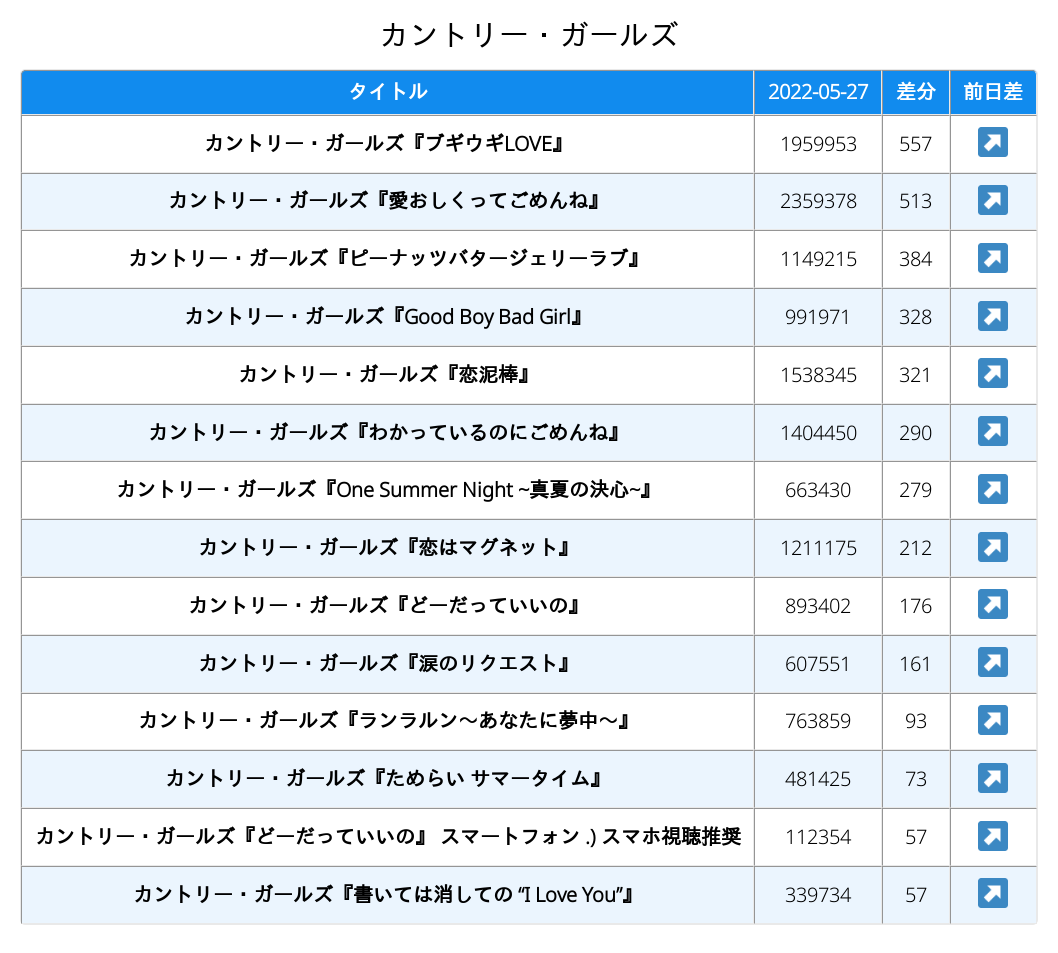 カントリー・ガールズ
タイトル 2022-05-27 差分 前日差
カントリー・ガールズ『ブギウギLOVE』 1959953 557
カントリー・ガールズ『愛おしくってごめんね』 2359378 513
カントリー・ガールズ『ピーナッツバタージェリーラブ』 1149215 384
カントリー・ガールズ『Good Boy Bad Girl』 991971 328
カントリー・ガールズ『恋泥棒』 1538345 321
カントリー・ガールズ『わかっているのにごめんね』 1404450 290
カントリー・ガールズ『One Summer Night ~真夏の決心~』 663430 279
カントリー・ガールズ『恋はマグネット』 1211175 212
カントリー・ガールズ『どーだっていいの』 893402 176
カントリー・ガールズ『涙のリクエスト』 607551 161
カントリー・ガールズ『ランラルン〜あなたに夢中〜』 763859 93
カントリー・ガールズ『ためらい サマータイム』 481425 73
カントリー・ガールズ『どーだっていいの』 スマートフォン .) スマホ視聴推奨 112354 57
カントリー・ガールズ『書いては消しての “I Love You”』 339734 57